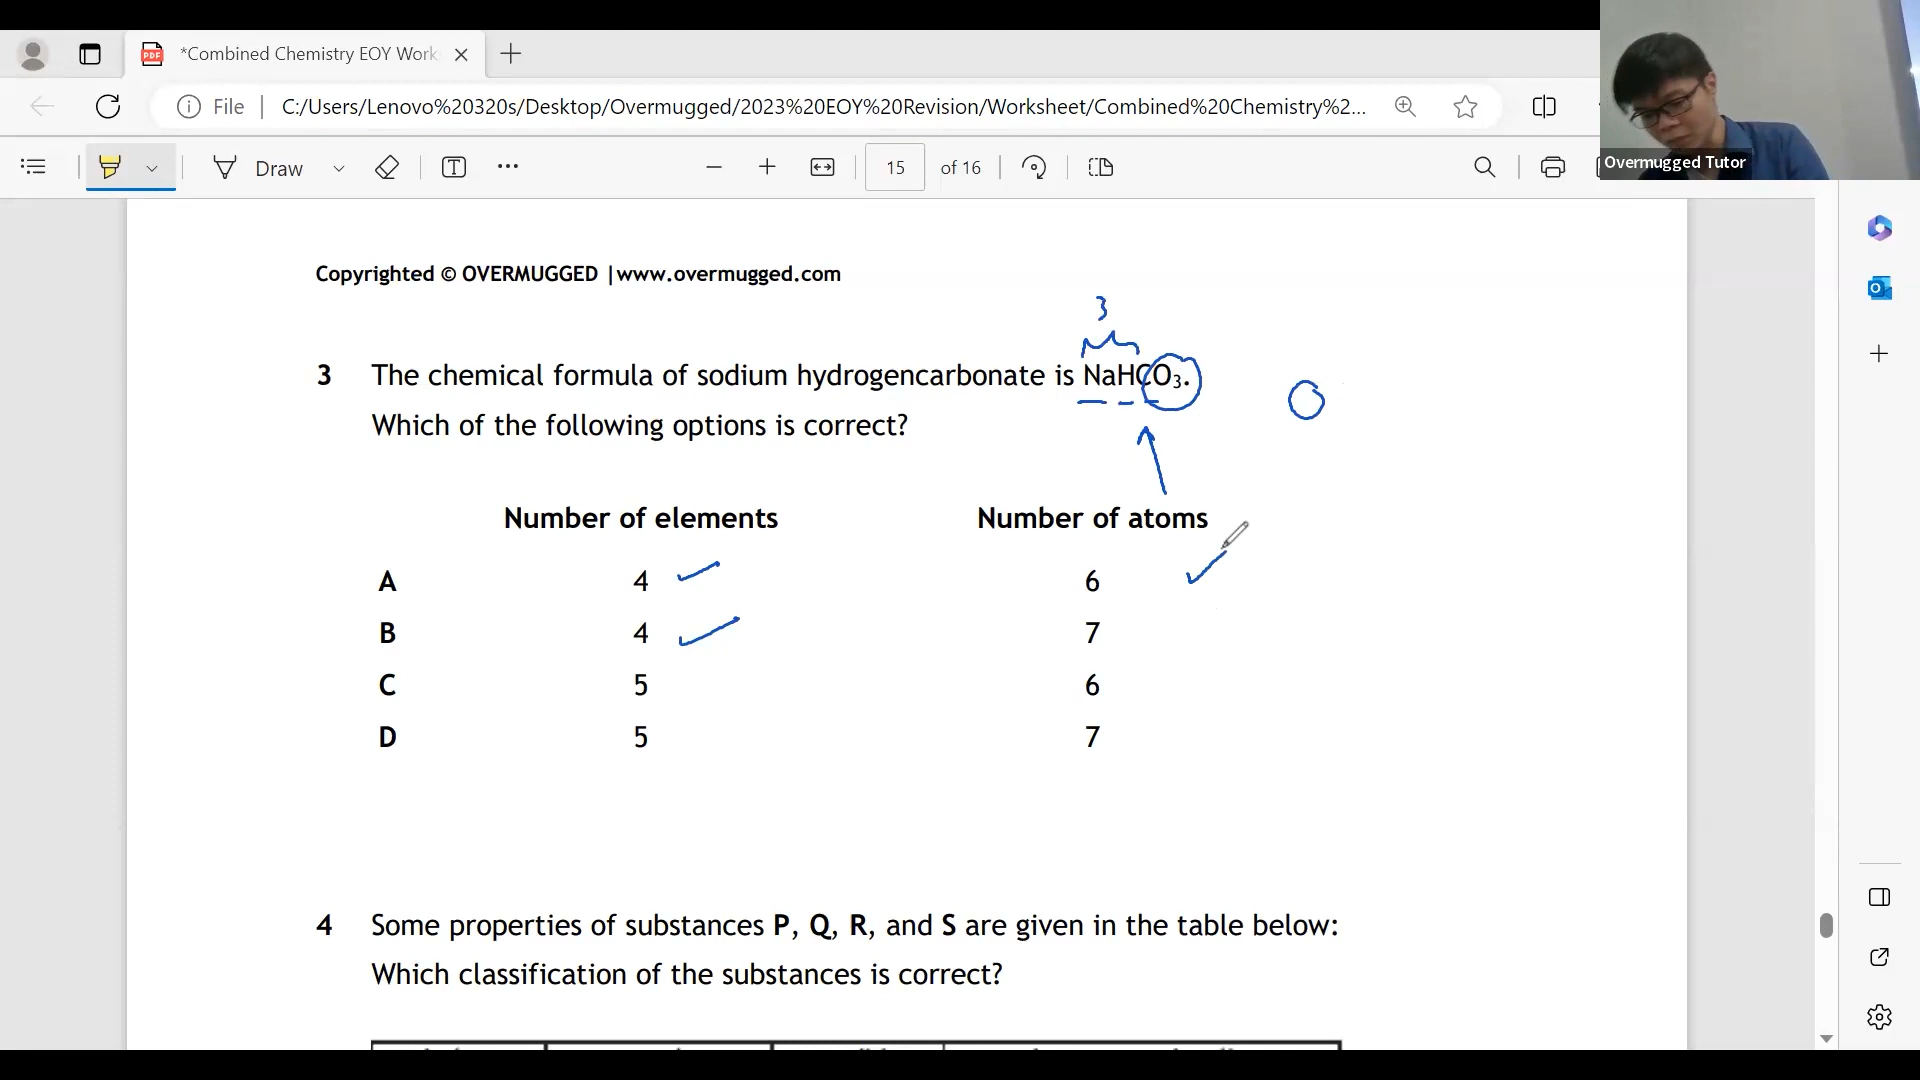 *Combined Chemistry EOY Work
File
C:/Users/Lenovo%20320s/Desktop/Overmugged/2023%20EOY%20Revision/Worksheet/Combined%20Chemistry%2...
Draw
15 of 16
Overmugged Tutor
Copyrighted © OVERMUGGED |www.overmugged.com
3
3 The chemical formula of sodium hydrogencarbonate is NaHCO₃.
Which of the following options is correct?
Number of elements Number of atoms
A 4 6
B 4 7
C 5 6
D 5 7
4 Some properties of substances P, Q, R, and S are given in the table below:
Which classification of the substances is correct?